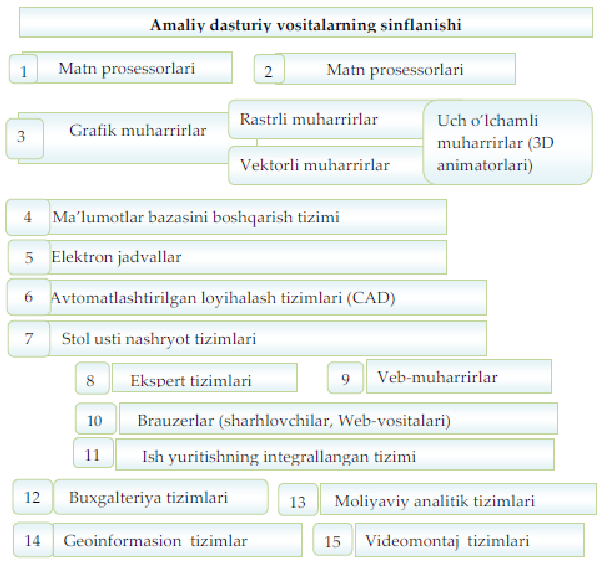 Amaliy dasturiy vositalarning sinflanishi
1 Matn prosessorlari
2 Matn prosessorlari
3 Grafik muharrirlar
Rastrli muharrirlar
Vektorli muharrirlar
Uch o'lchamli
muharrirlar (3D
animatorlari)
4 Ma'lumotlar bazasini boshqarish tizimi
5 Elektron jadvallar
6 Avtomatlashtirilgan loyihalash tizimlari (CAD)
7 Stol usti nashryot tizimlari
8 Ekspert tizimlari
9 Veb-muharrirlar
10 Brauzerlar (sharhlovchilar, Web-vositalari)
11 Ish yuritishning integrallangan tizimi
12 Buxgalteriya tizimlari
13 Moliyaviy analitik tizimlari
14 Geoinformasion tizimlar
15 Videomontaj tizimlari